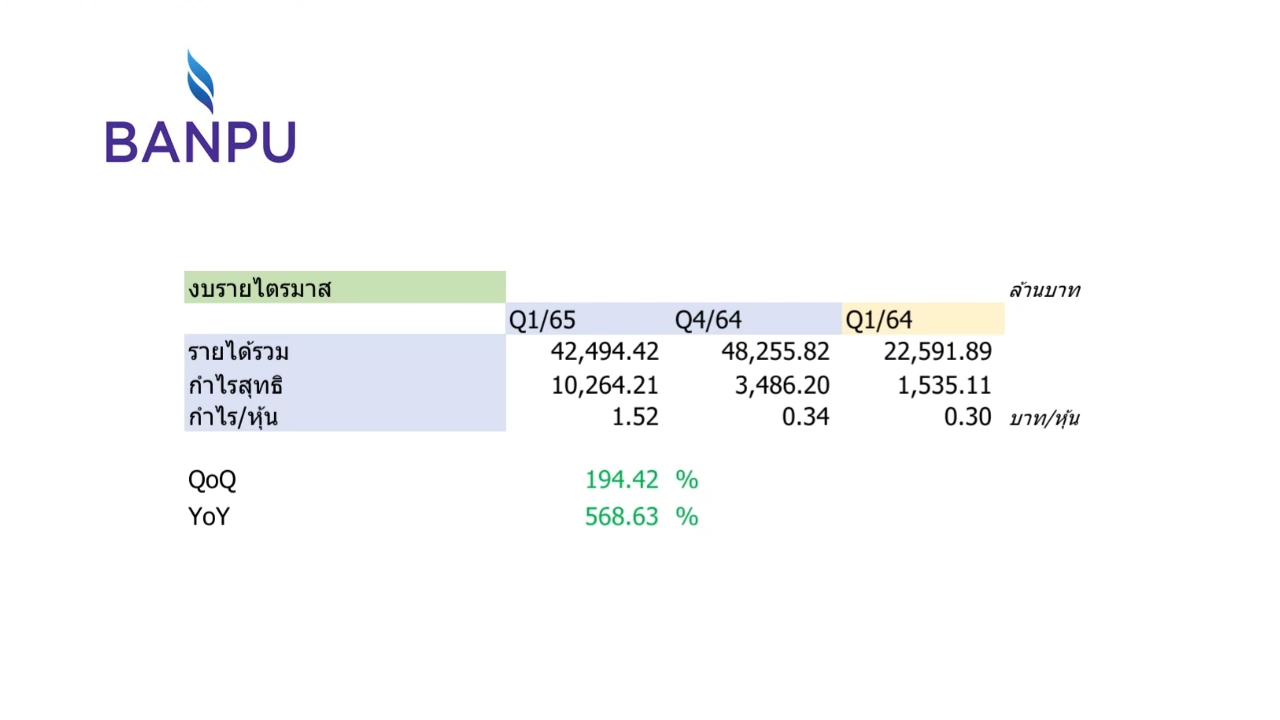 BANPU
งบรายไตรมาส ล้านบาท
Q1/65 Q4/64 Q1/64
รายได้รวม 42,494.42 48,255.82 22,591.89
กำไรสุทธิ 10,264.21 3,486.20 1,535.11
กำไร/หุ้น 1.52 0.34 0.30 บาท/หุ้น
QoQ 194.42 %
YoY 568.63 %